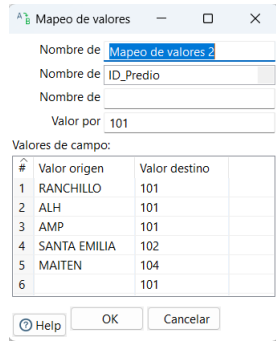 Mapeo de valores
Nombre de Mapeo de valores 2
Nombre de ID_Predio
Nombre de
Valor por 101
Valores de campo:
# Valor origen Valor destino
1 RANCHILLO 101
2 ALH 101
3 AMP 101
4 SANTA EMILIA 102
5 MAITEN 104
6 101
Help OK Cancelar